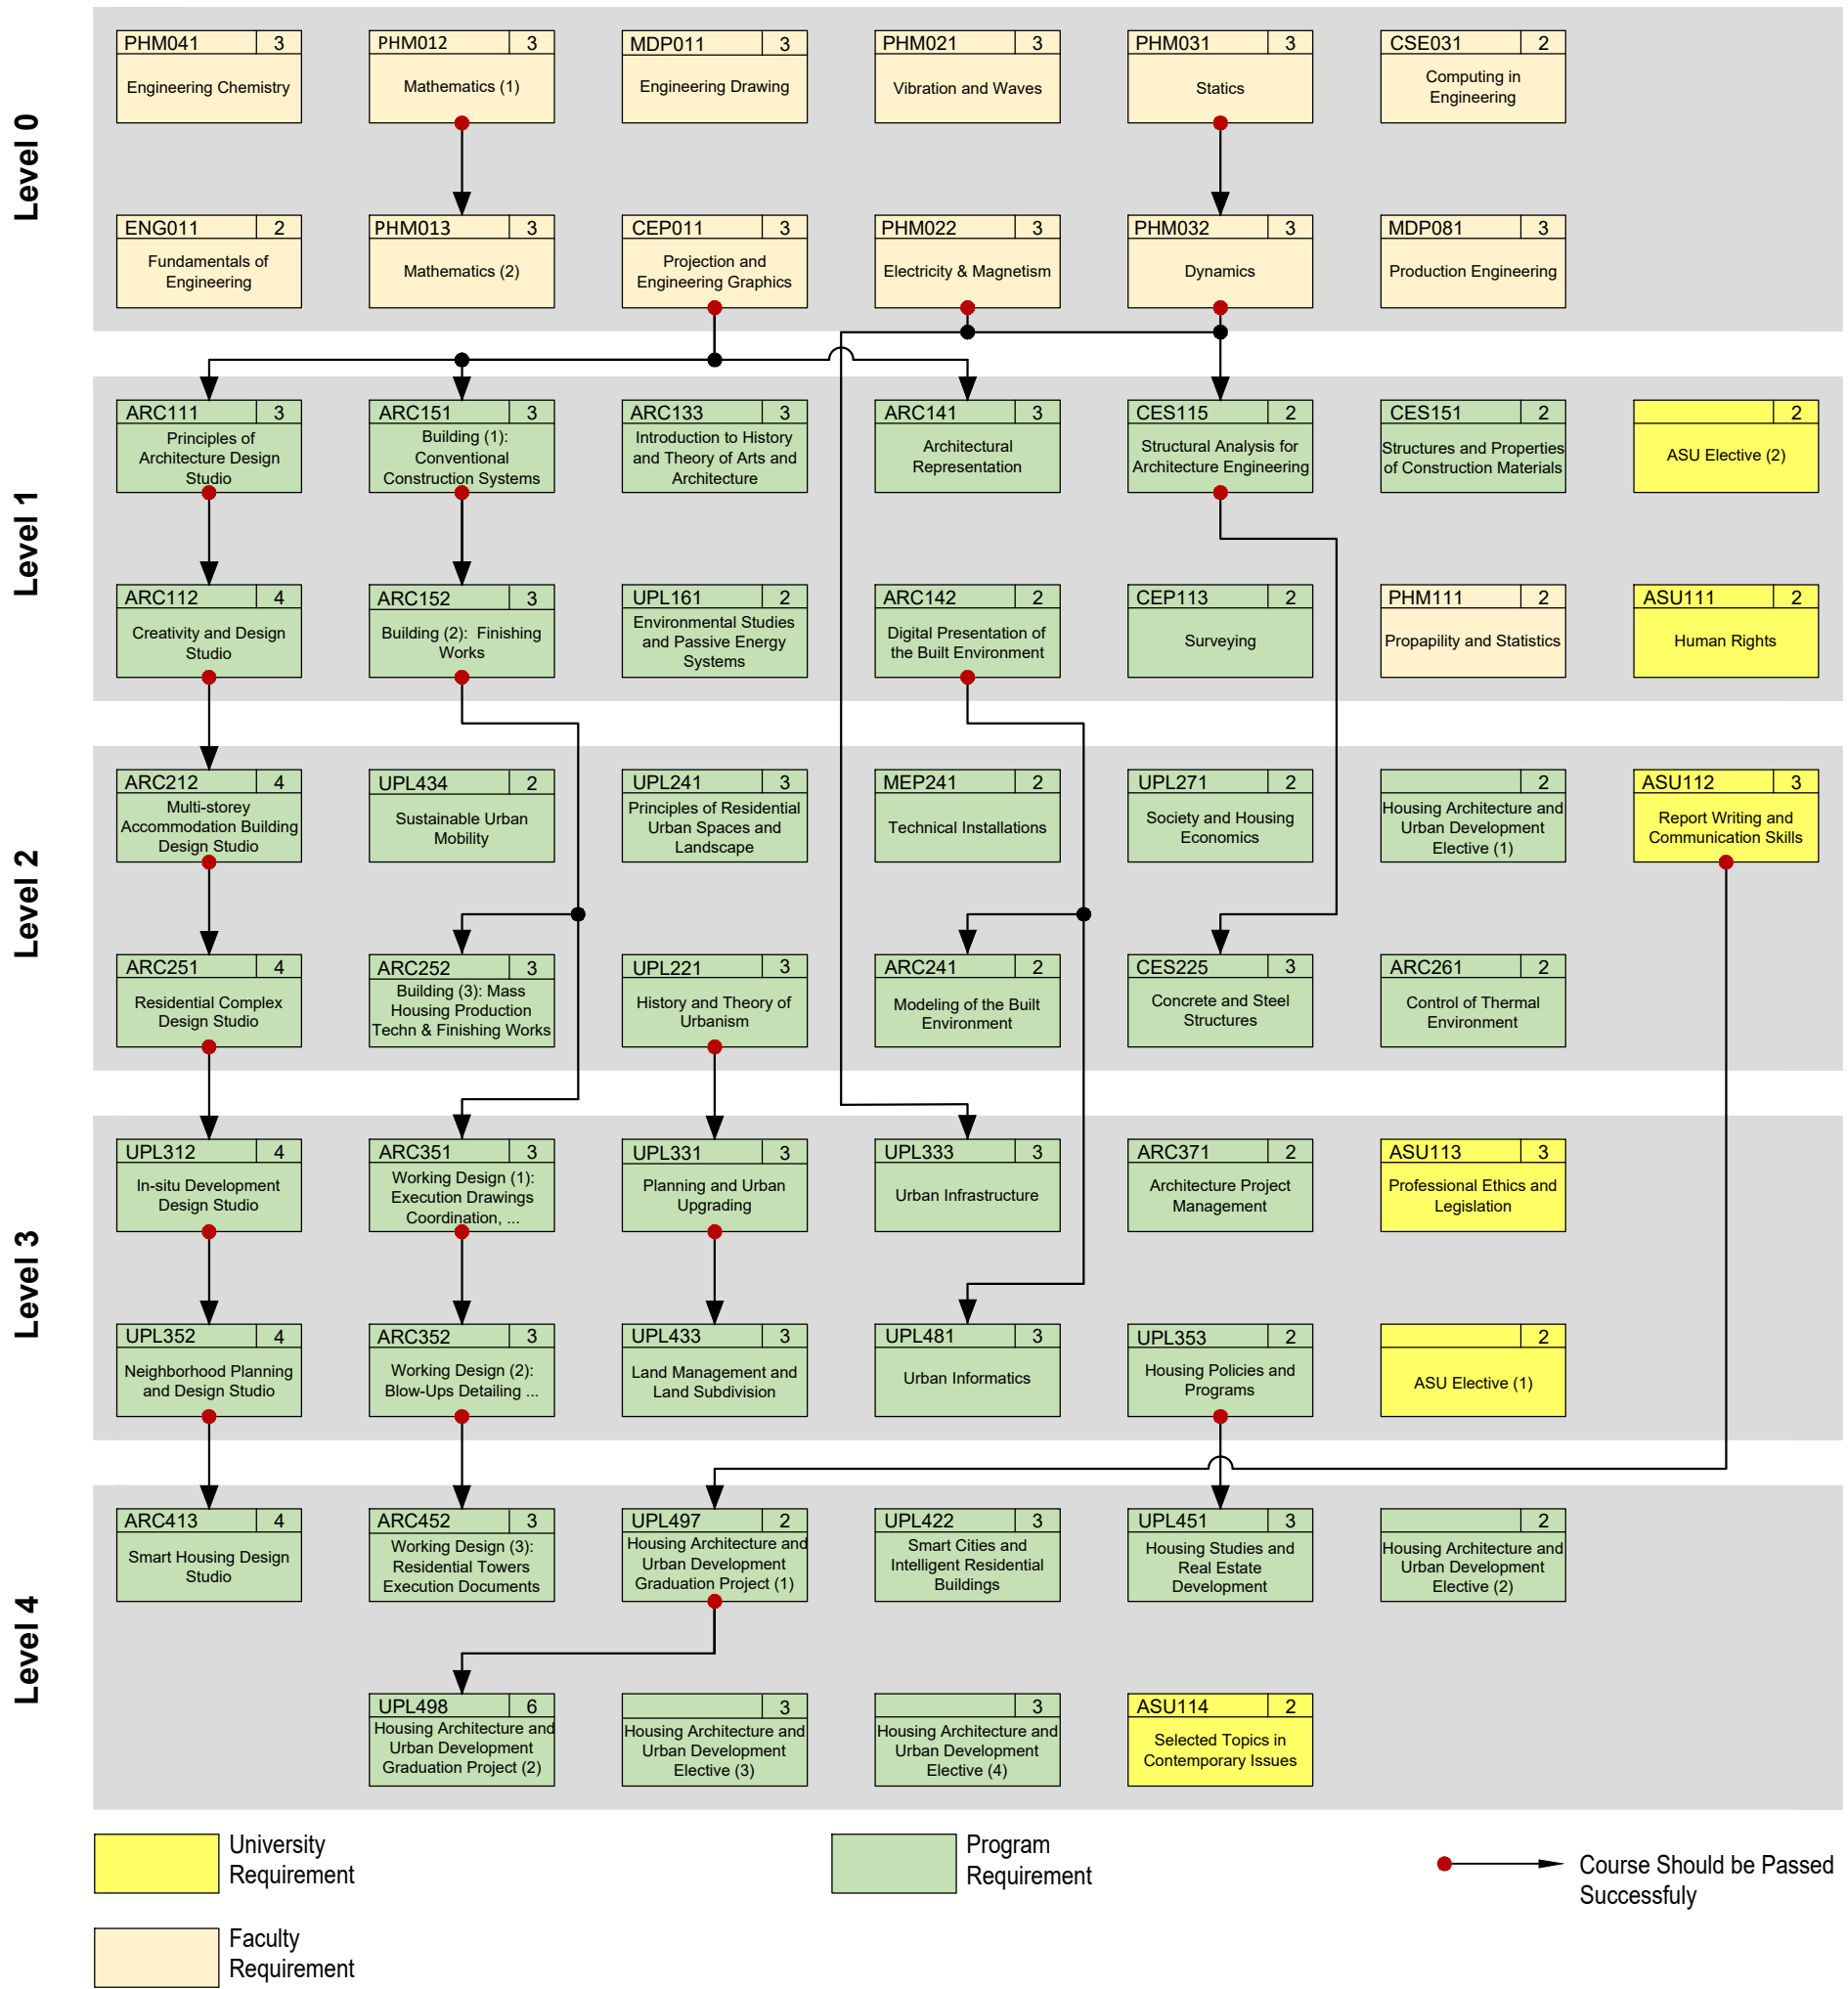 Level 0
PHM041 3
Engineering Chemistry
PHM012 3
Mathematics (1)
MDP011 3
Engineering Drawing
PHM021 3
Vibration and Waves
PHM031 3
Statics
CSE031 2
Computing in
Engineering
ENG011 2
Fundamentals of
Engineering
PHM013 3
Mathematics (2)
CEP011 3
Projection and
Engineering Graphics
PHM022 3
Electricity & Magnetism
PHM032 3
Dynamics
MDP081 3
Production Engineering
Level 1
ARC111 3
Principles of
Architecture Design
Studio
ARC151 3
Building (1):
Conventional
Construction Systems
ARC133 3
Introduction to History
and Theory of Arts and
Architecture
ARC141 3
Architectural
Representation
CES115 2
Structural Analysis for
Architecture Engineering
CES151 2
Structures and Properties
of Construction Materials
2
ASU Elective (2)
ARC112 4
Creativity and Design
Studio
ARC152 3
Building (2): Finishing
Works
UPL161 2
Environmental Studies
and Passive Energy
Systems
ARC142 2
Digital Presentation of
the Built Environment
CEP113 2
Surveying
PHM111 2
Propapility and Statistics
ASU111 2
Human Rights
Level 2
ARC212 4
Multi-storey
Accommodation Building
Design Studio
UPL434 2
Sustainable Urban
Mobility
UPL241 3
Principles of Residential
Urban Spaces and
Landscape
MEP241 2
Technical Installations
UPL271 2
Society and Housing
Economics
2
Housing Architecture and
Urban Development
Elective (1)
ASU112 3
Report Writing and
Communication Skills
ARC251 4
Residential Complex
Design Studio
ARC252 3
Building (3): Mass
Housing Production
Techn & Finishing Works
UPL221 3
History and Theory of
Urbanism
ARC241 2
Modeling of the Built
Environment
CES225 3
Concrete and Steel
Structures
ARC261 2
Control of Thermal
Environment
Level 3
UPL312 4
In-situ Development
Design Studio
ARC351 3
Working Design (1):
Execution Drawings
Coordination, ...
UPL331 3
Planning and Urban
Upgrading
UPL333 3
Urban Infrastructure
ARC371 2
Architecture Project
Management
ASU113 3
Professional Ethics and
Legislation
UPL352 4
Neighborhood Planning
and Design Studio
ARC352 3
Working Design (2):
Blow-Ups Detailing ...
UPL433 3
Land Management and
Land Subdivision
UPL481 3
Urban Informatics
UPL353 2
Housing Policies and
Programs
2
ASU Elective (1)
Level 4
ARC413 4
Smart Housing Design
Studio
ARC452 3
Working Design (3):
Residential Towers
Execution Documents
UPL497 2
Housing Architecture and
Urban Development
Graduation Project (1)
UPL422 3
Smart Cities and
Intelligent Residential
Buildings
UPL451 3
Housing Studies and
Real Estate
Development
2
Housing Architecture and
Urban Development
Elective (2)
UPL498 6
Housing Architecture and
Urban Development
Graduation Project (2)
3
Housing Architecture and
Urban Development
Elective (3)
3
Housing Architecture and
Urban Development
Elective (4)
ASU114 2
Selected Topics in
Contemporary Issues
University
Requirement
Program
Requirement
Course Should be Passed
Successfuly
Faculty
Requirement